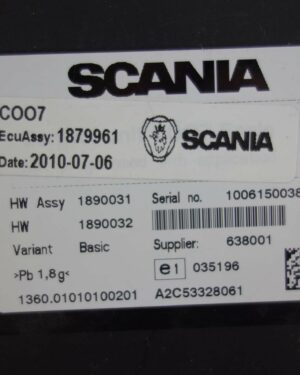 SCANIA
COO7
EcuAssy: 1879961
SCANIA
Date: 2010-07-06
HW Assy 1890031 Serial no. 1006150038
HW 1890032
Variant Basic Supplier: 638001
>Pb 1,8g< e1 035196
1360.01010100201 A2C53328061